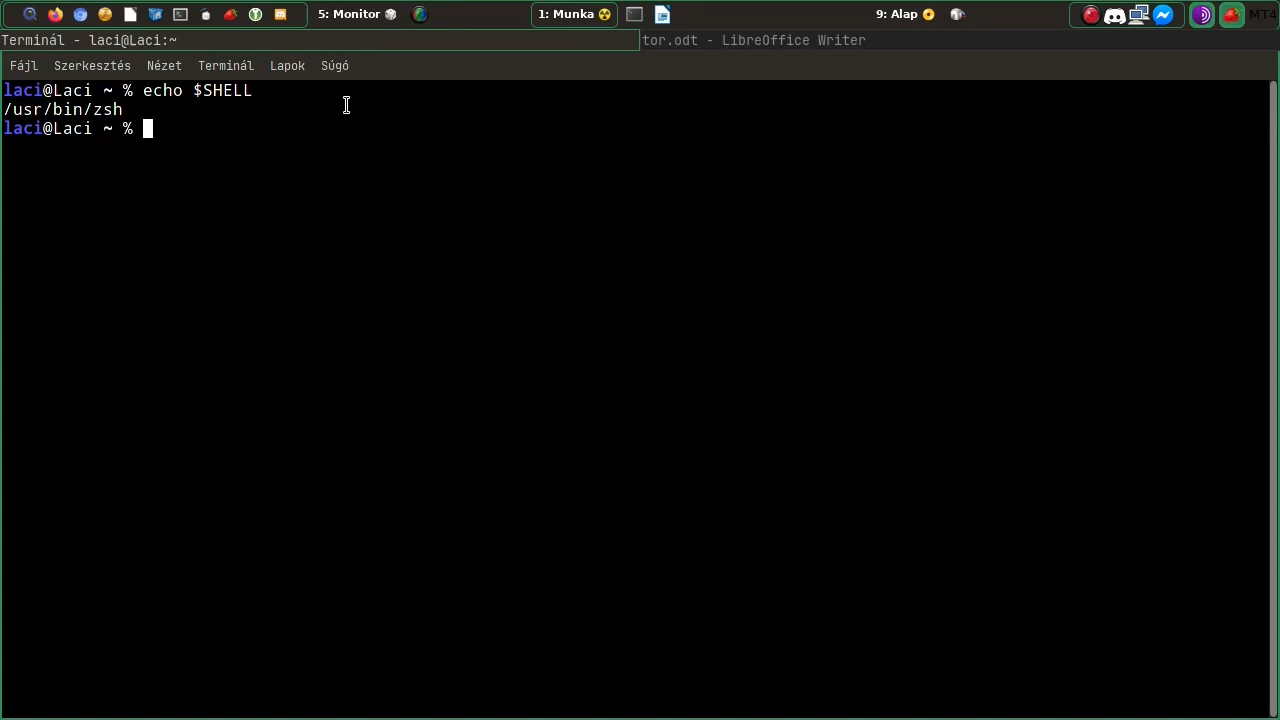 5: Monitor
1: Munka
9: Alap
MT4
Terminál - laci@Laci:~
tor.odt - LibreOffice Writer
Fájl Szerkesztés Nézet Terminál Lapok Súgó
laci@Laci ~ % echo $SHELL
/usr/bin/zsh
laci@Laci ~ %